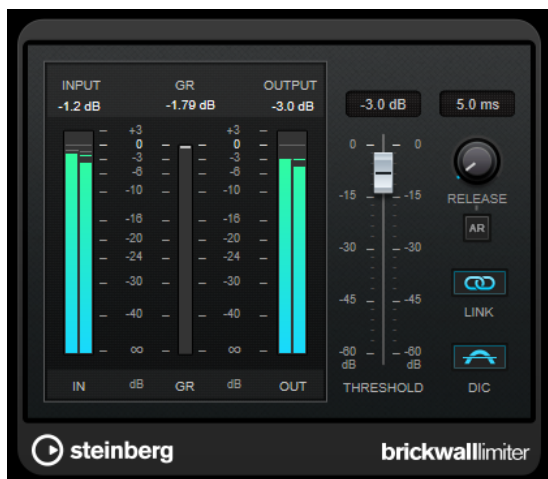 INPUT GR OUTPUT
-1.2 dB -1.79 dB -3.0 dB
-3.0 dB 5.0 ms
+3 +3
0 0
-3 -3
-6 -6
-10 -10
-16 -16
-20 -20
-24 -24
-30 -30
-40 -40
∞ ∞
IN dB GR dB OUT
0 0
-15 -15
-30 -30
-45 -45
-60 -60
dB dB
THRESHOLD
RELEASE
AR
LINK
DIC
steinberg
brickwalllimiter